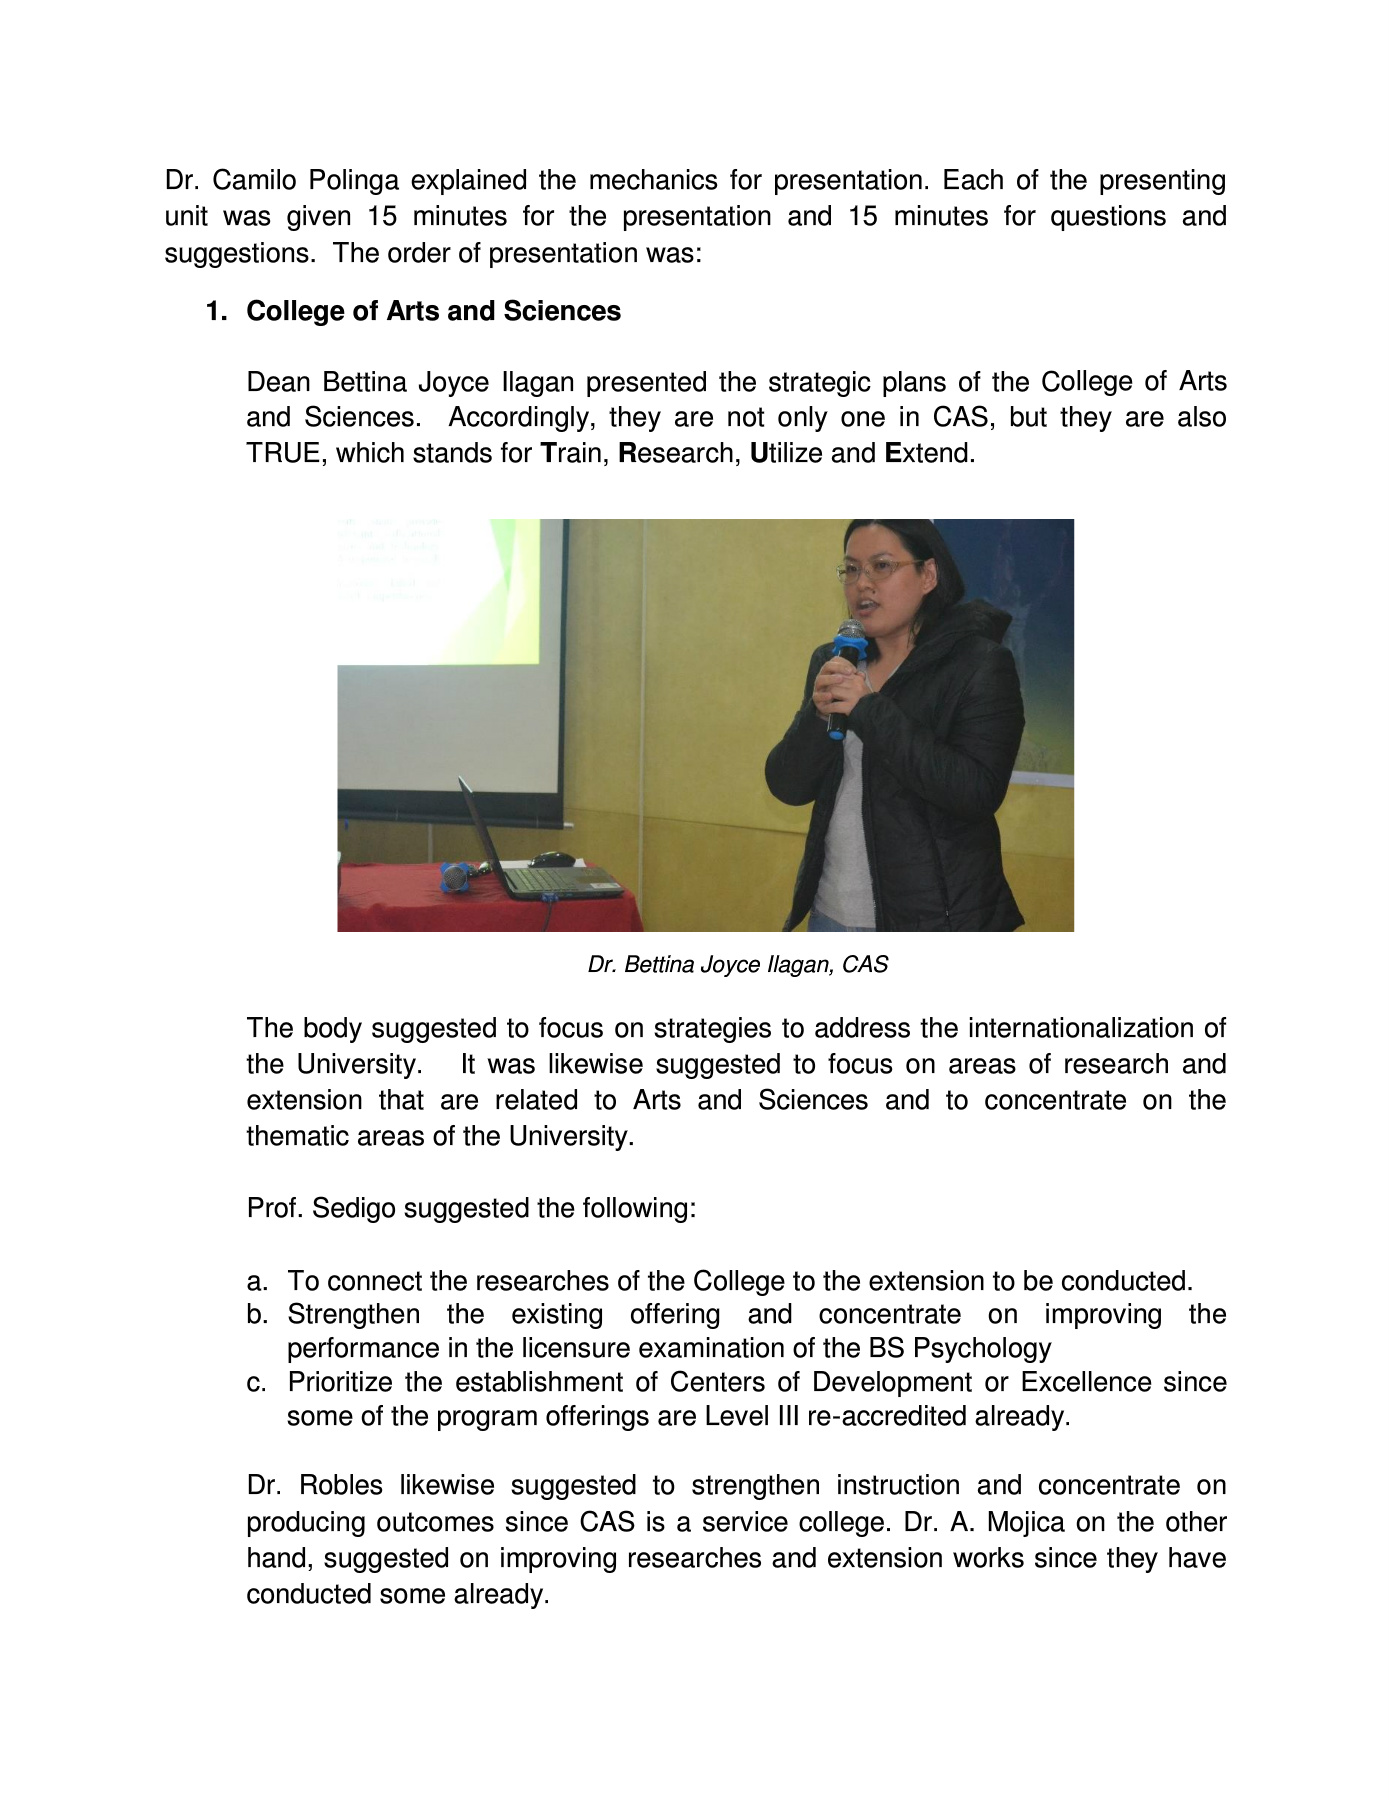 Dr. Camilo Polinga explained the mechanics for presentation. Each of the presenting
unit was given 15 minutes for the presentation and 15 minutes for questions and
suggestions. The order of presentation was:
1. College of Arts and Sciences
Dean Bettina Joyce Ilagan presented the strategic plans of the College of Arts
and Sciences. Accordingly, they are not only one in CAS, but they are also
TRUE, which stands for Train, Research, Utilize and Extend.
Dr. Bettina Joyce Ilagan, CAS
The body suggested to focus on strategies to address the internationalization of
the University. It was likewise suggested to focus on areas of research and
extension that are related to Arts and Sciences and to concentrate on the
thematic areas of the University.
Prof. Sedigo suggested the following:
a. To connect the researches of the College to the extension to be conducted.
b. Strengthen the existing offering and concentrate on improving the
performance in the licensure examination of the BS Psychology
c. Prioritize the establishment of Centers of Development or Excellence since
some of the program offerings are Level III re-accredited already.
Dr. Robles likewise suggested to strengthen instruction and concentrate on
producing outcomes since CAS is a service college. Dr. A. Mojica on the other
hand, suggested on improving researches and extension works since they have
conducted some already.